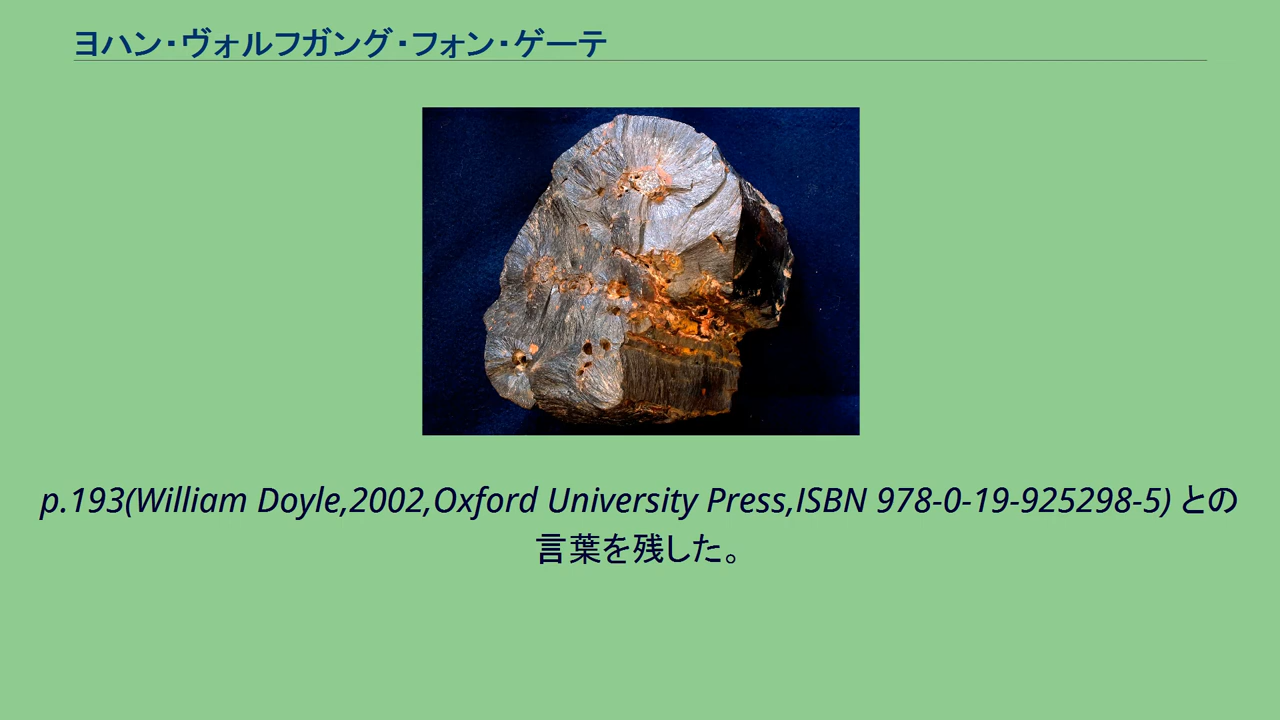 ヨハン・ヴォルフガング・フォン・ゲーテ
p.193(William Doyle,2002,Oxford University Press,ISBN 978-0-19-925298-5) との
言葉を残した。